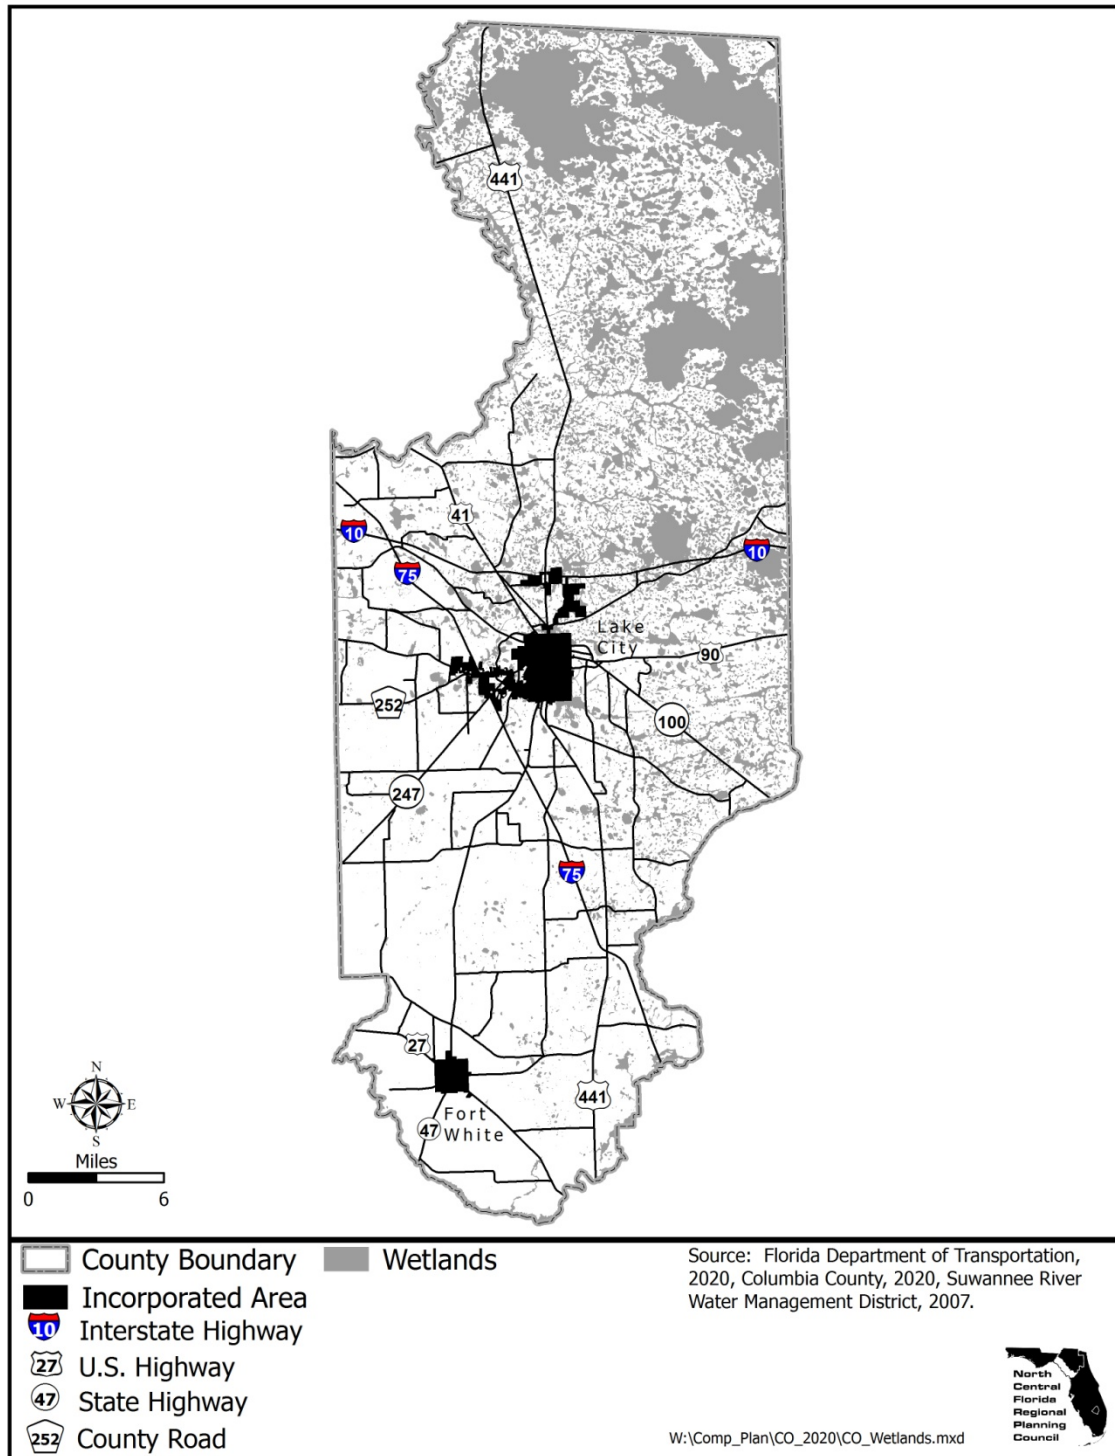 441
41
10
75
10
Lake
City
90
252
100
247
75
27
441
Fort
White
47
N
W
E
S
Miles
0
6
County Boundary
Wetlands
Incorporated Area
10
Interstate Highway
27
U.S. Highway
47
State Highway
252
County Road
Source: Florida Department of Transportation,
2020, Columbia County, 2020, Suwannee River
Water Management District, 2007.
North
Central
Florida
Regional
Planning
Council
W:\Comp_Plan\CO_2020\CO_Wetlands.mxd